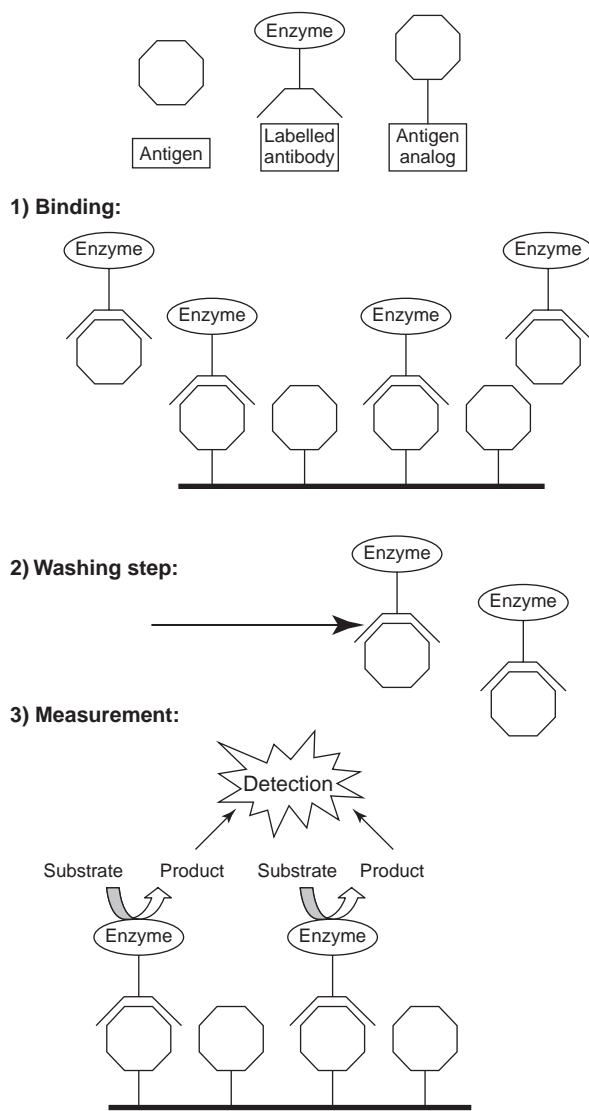 Enzyme
Antigen
Labelled
antibody
Antigen
analog
1) Binding:
Enzyme
Enzyme
Enzyme
Enzyme
2) Washing step:
Enzyme
Enzyme
3) Measurement:
Detection
Substrate Product Substrate Product
Enzyme Enzyme